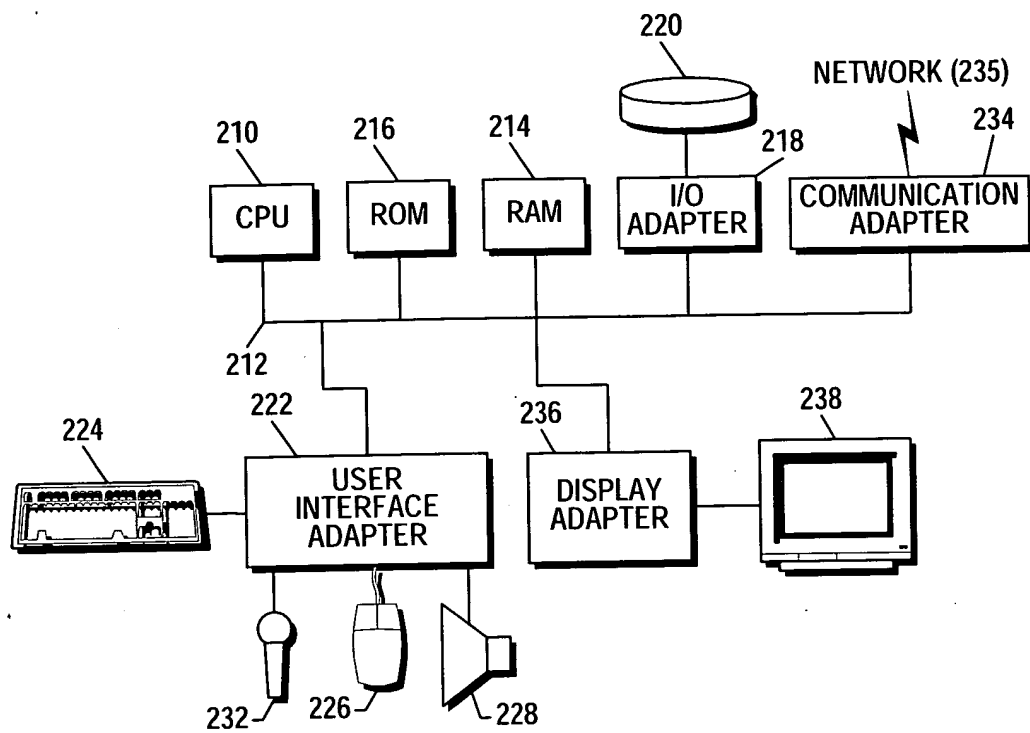 220
NETWORK (235)
210
216
214
218
234
CPU
ROM
RAM
I/O
ADAPTER
COMMUNICATION
ADAPTER
212
222
224
236
238
USER
INTERFACE
ADAPTER
DISPLAY
ADAPTER
232
226
228